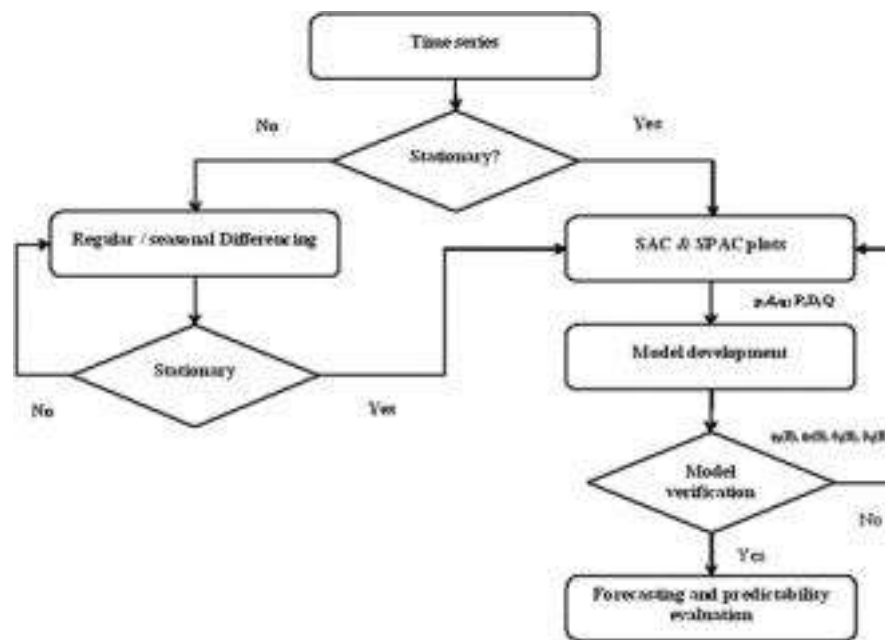 Time series
No
Yes
Stationary?
Regular / seasonal Differencing
SAC & SPAC plots
p,d,q; P,D,Q
Stationary
Model development
No
Yes
Model
verification
No
Yes
Forecasting and predictability
evaluation